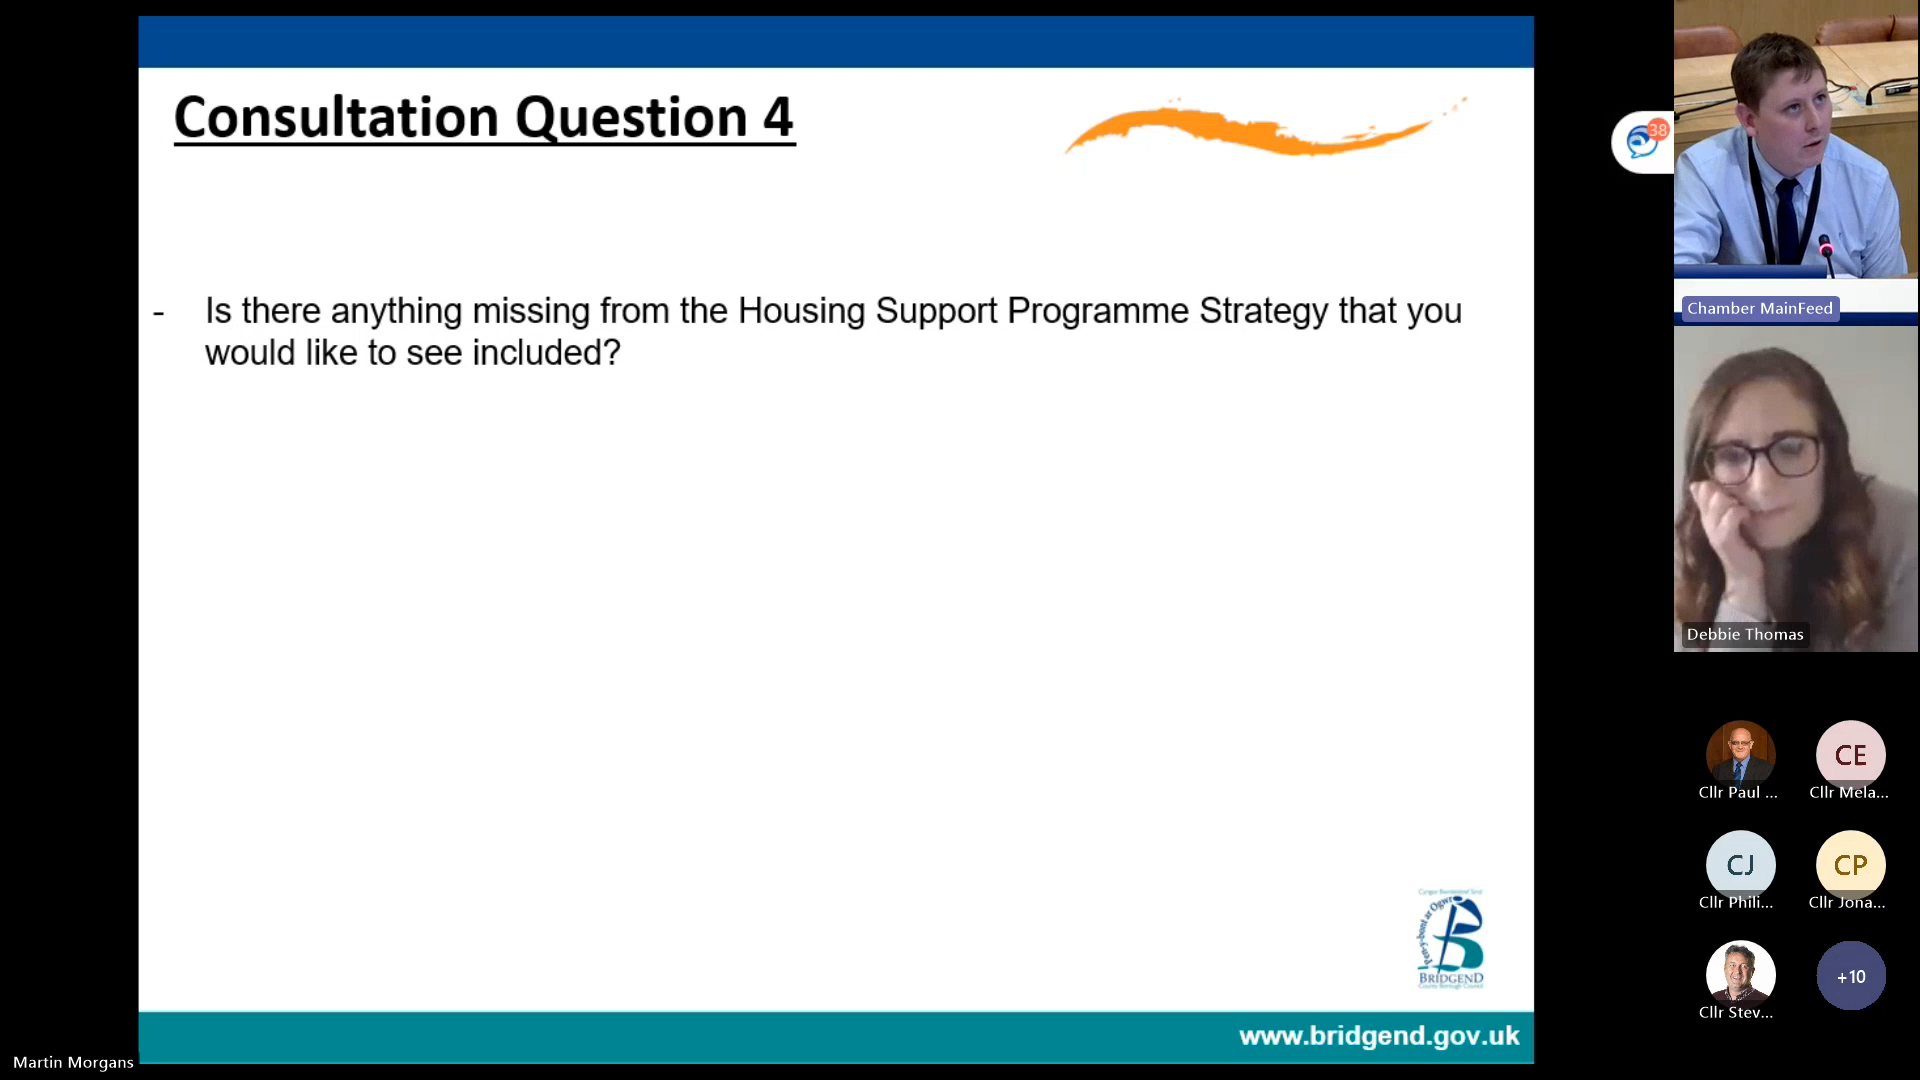 Consultation Question 4
- Is there anything missing from the Housing Support Programme Strategy that you
would like to see included?
BRIDGEND
www.bridgend.gov.uk
Martin Morgans
38
Chamber MainFeed
Debbie Thomas
Cllr Paul ...
CE
Cllr Mela...
CJ
Cllr Phili...
CP
Cllr Jona...
Cllr Stev...
+10